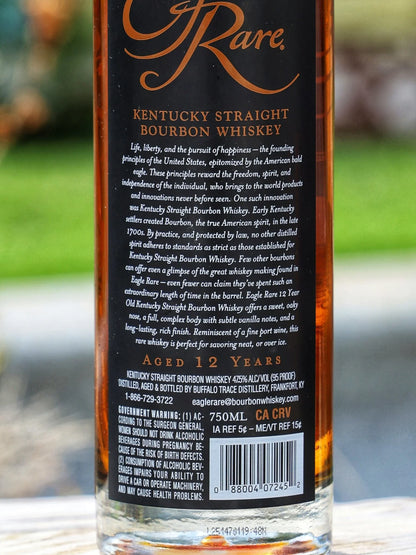 Rare.
KENTUCKY STRAIGHT
BOURBON WHISKEY
Life, liberty, and the pursuit of happiness — the founding
principles of the United States, epitomized by the American bold
eagle. These principles reward the freedom, spirit, and
independence of the individual, who brings to the world products
and innovations never before seen. One such innovation
was Kentucky Straight Bourbon Whiskey. Early Kentucky
settlers created Bourbon, the true American spirit, in the late
1700s. By practice, and protected by law, no other distilled
spirit adheres to standards as strict as those established for
Kentucky Straight Bourbon Whiskey. Few other bourbons
can offer even a glimpse of the great whiskey making found in
Eagle Rare — even fewer can claim they've spent such an
extraordinary length of time in the barrel. Eagle Rare 12 Year
Old Kentucky Straight Bourbon Whiskey offers a sweet, oaky
nose, a full, complex body with subtle vanilla notes, and a
long-lasting, rich finish. Reminiscent of a fine port wine, this
rare whiskey is perfect for savoring neat, or over ice.
AGED 12 YEARS
KENTUCKY STRAIGHT BOURBON WHISKEY 47.5% ALC/VOL (95 PROOF)
DISTILLED, AGED & BOTTLED BY BUFFALO TRACE DISTILLERY, FRANKFORT, KY
1-866-729-3722 eaglerare@bourbonwhiskey.com
GOVERNMENT WARNING: (1) AC-
CORDING TO THE SURGEON GENERAL,
WOMEN SHOULD NOT DRINK ALCOHOLIC
BEVERAGES DURING PREGNANCY BE-
CAUSE OF THE RISK OF BIRTH DEFECTS.
(2) CONSUMPTION OF ALCOHOLIC BEV-
ERAGES IMPAIRS YOUR ABILITY TO
DRIVE A CAR OR OPERATE MACHINERY,
AND MAY CAUSE HEALTH PROBLEMS.
750ML CA CRV
IA REF 5¢ – ME/VT REF 15¢
0 88004 07245 2
L254470119:48N